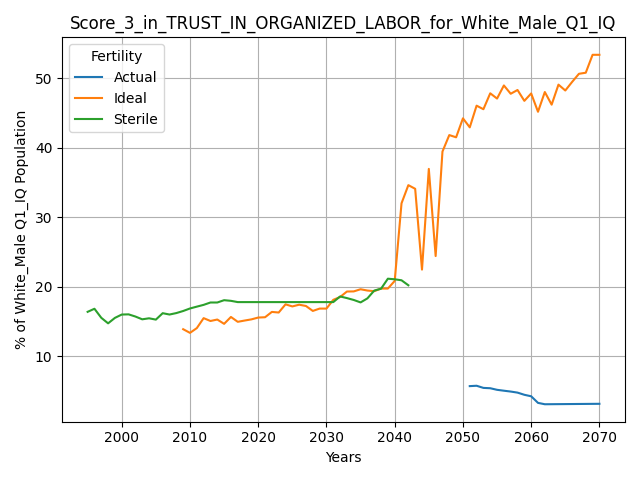 Score_3_in_TRUST_IN_ORGANIZED_LABOR_for_White_Male_Q1_IQ
Fertility
Actual
Ideal
Sterile
% of White_Male Q1_IQ Population
50
40
30
20
10
2000 2010 2020 2030 2040 2050 2060 2070
Years